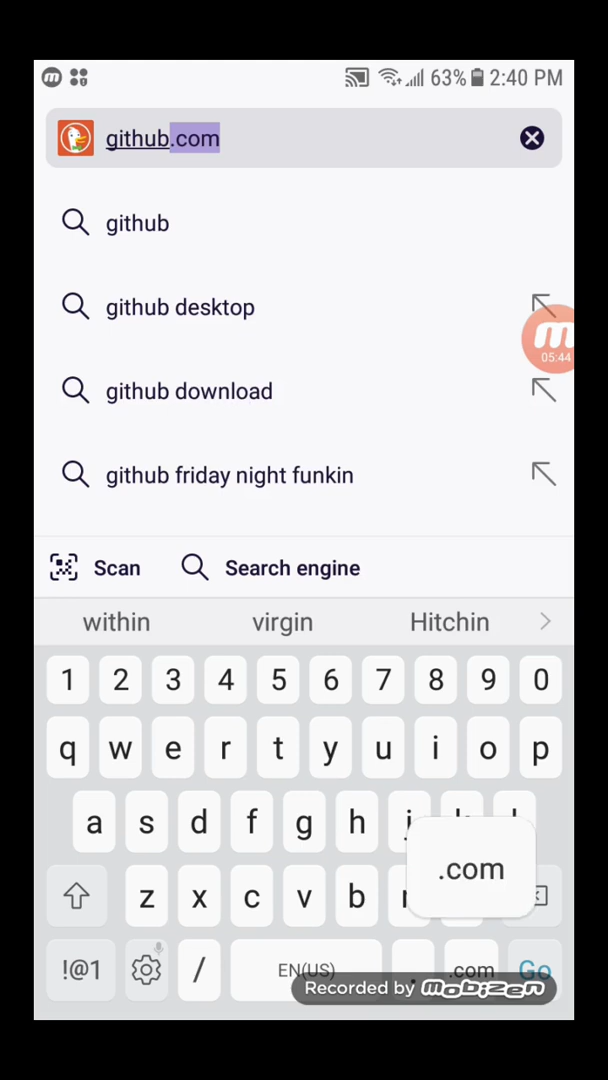 63% 2:40 PM
github.com
github
github desktop
05:44
github download
github friday night funkin
Scan Search engine
within virgin Hitchin
1 2 3 4 5 6 7 8 9 0
q w e r t y u i o p
a s d f g h j k l
.com
z x c v b
!@1 / EN(US) . .com Go
Recorded by mobizen